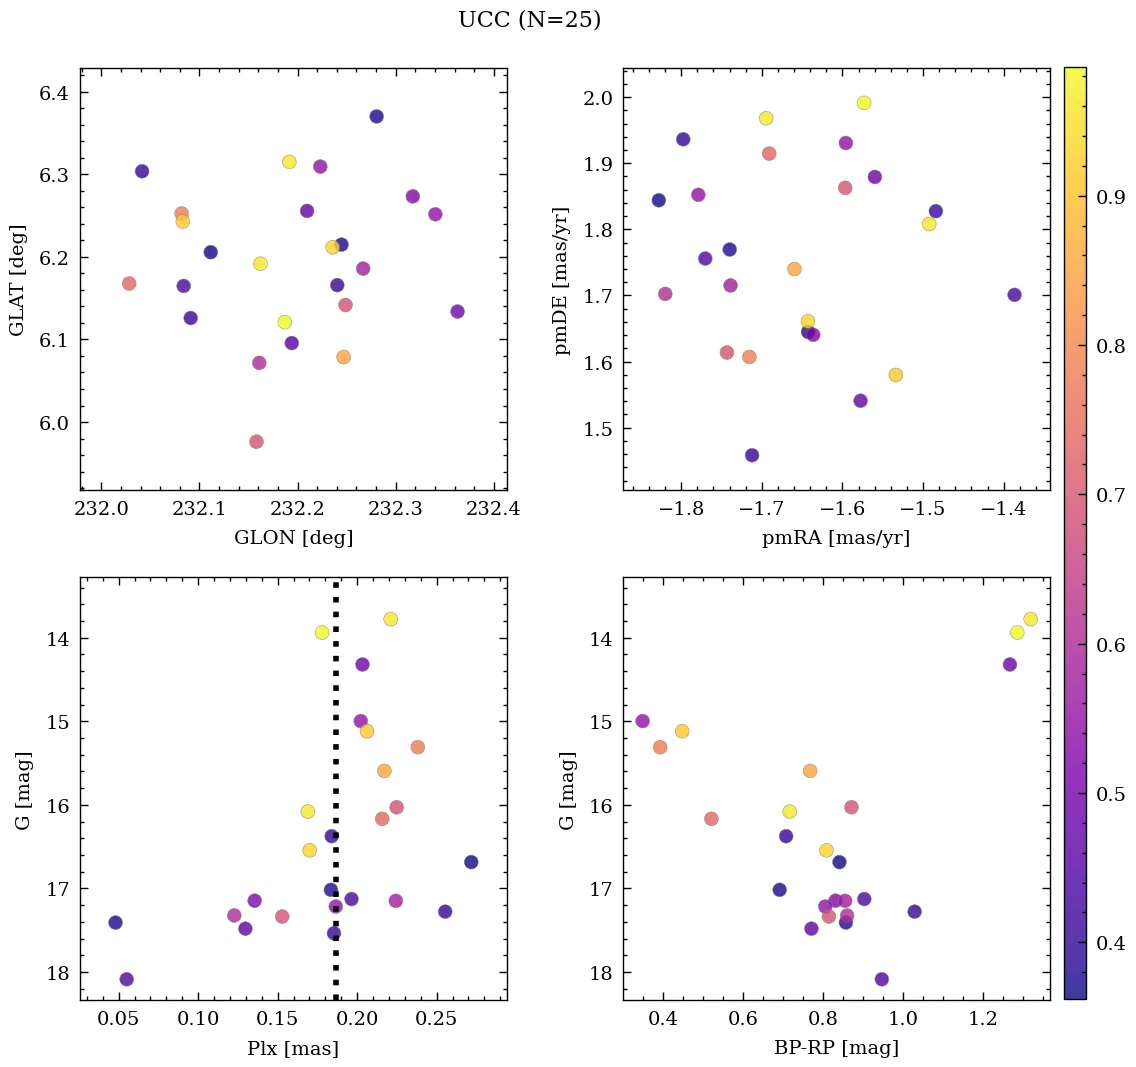 UCC (N=25)
6.4
6.3
6.2
6.1
6.0
GLAT [deg]
232.0 232.1 232.2 232.3 232.4
GLON [deg]
2.0
1.9
1.8
1.7
1.6
1.5
pmDE [mas/yr]
−1.8 −1.7 −1.6 −1.5 −1.4
pmRA [mas/yr]
0.9
0.8
0.7
0.6
0.5
0.4
14
15
16
17
18
G [mag]
0.05 0.10 0.15 0.20 0.25
Plx [mas]
14
15
16
17
18
G [mag]
0.4 0.6 0.8 1.0 1.2
BP-RP [mag]